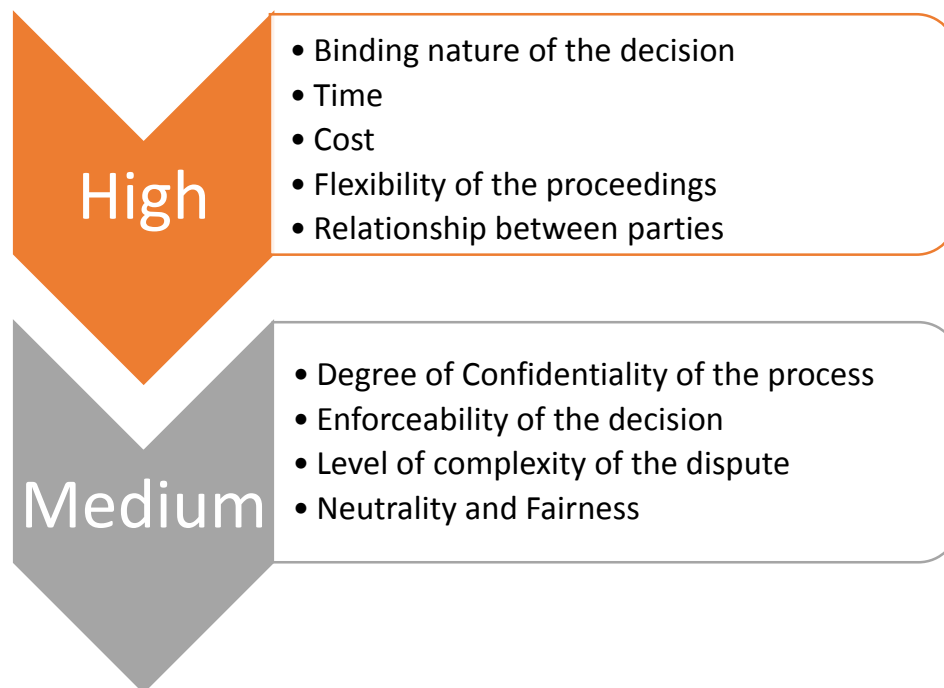 High
• Binding nature of the decision
• Time
• Cost
• Flexibility of the proceedings
• Relationship between parties
Medium
• Degree of Confidentiality of the process
• Enforceability of the decision
• Level of complexity of the dispute
• Neutrality and Fairness